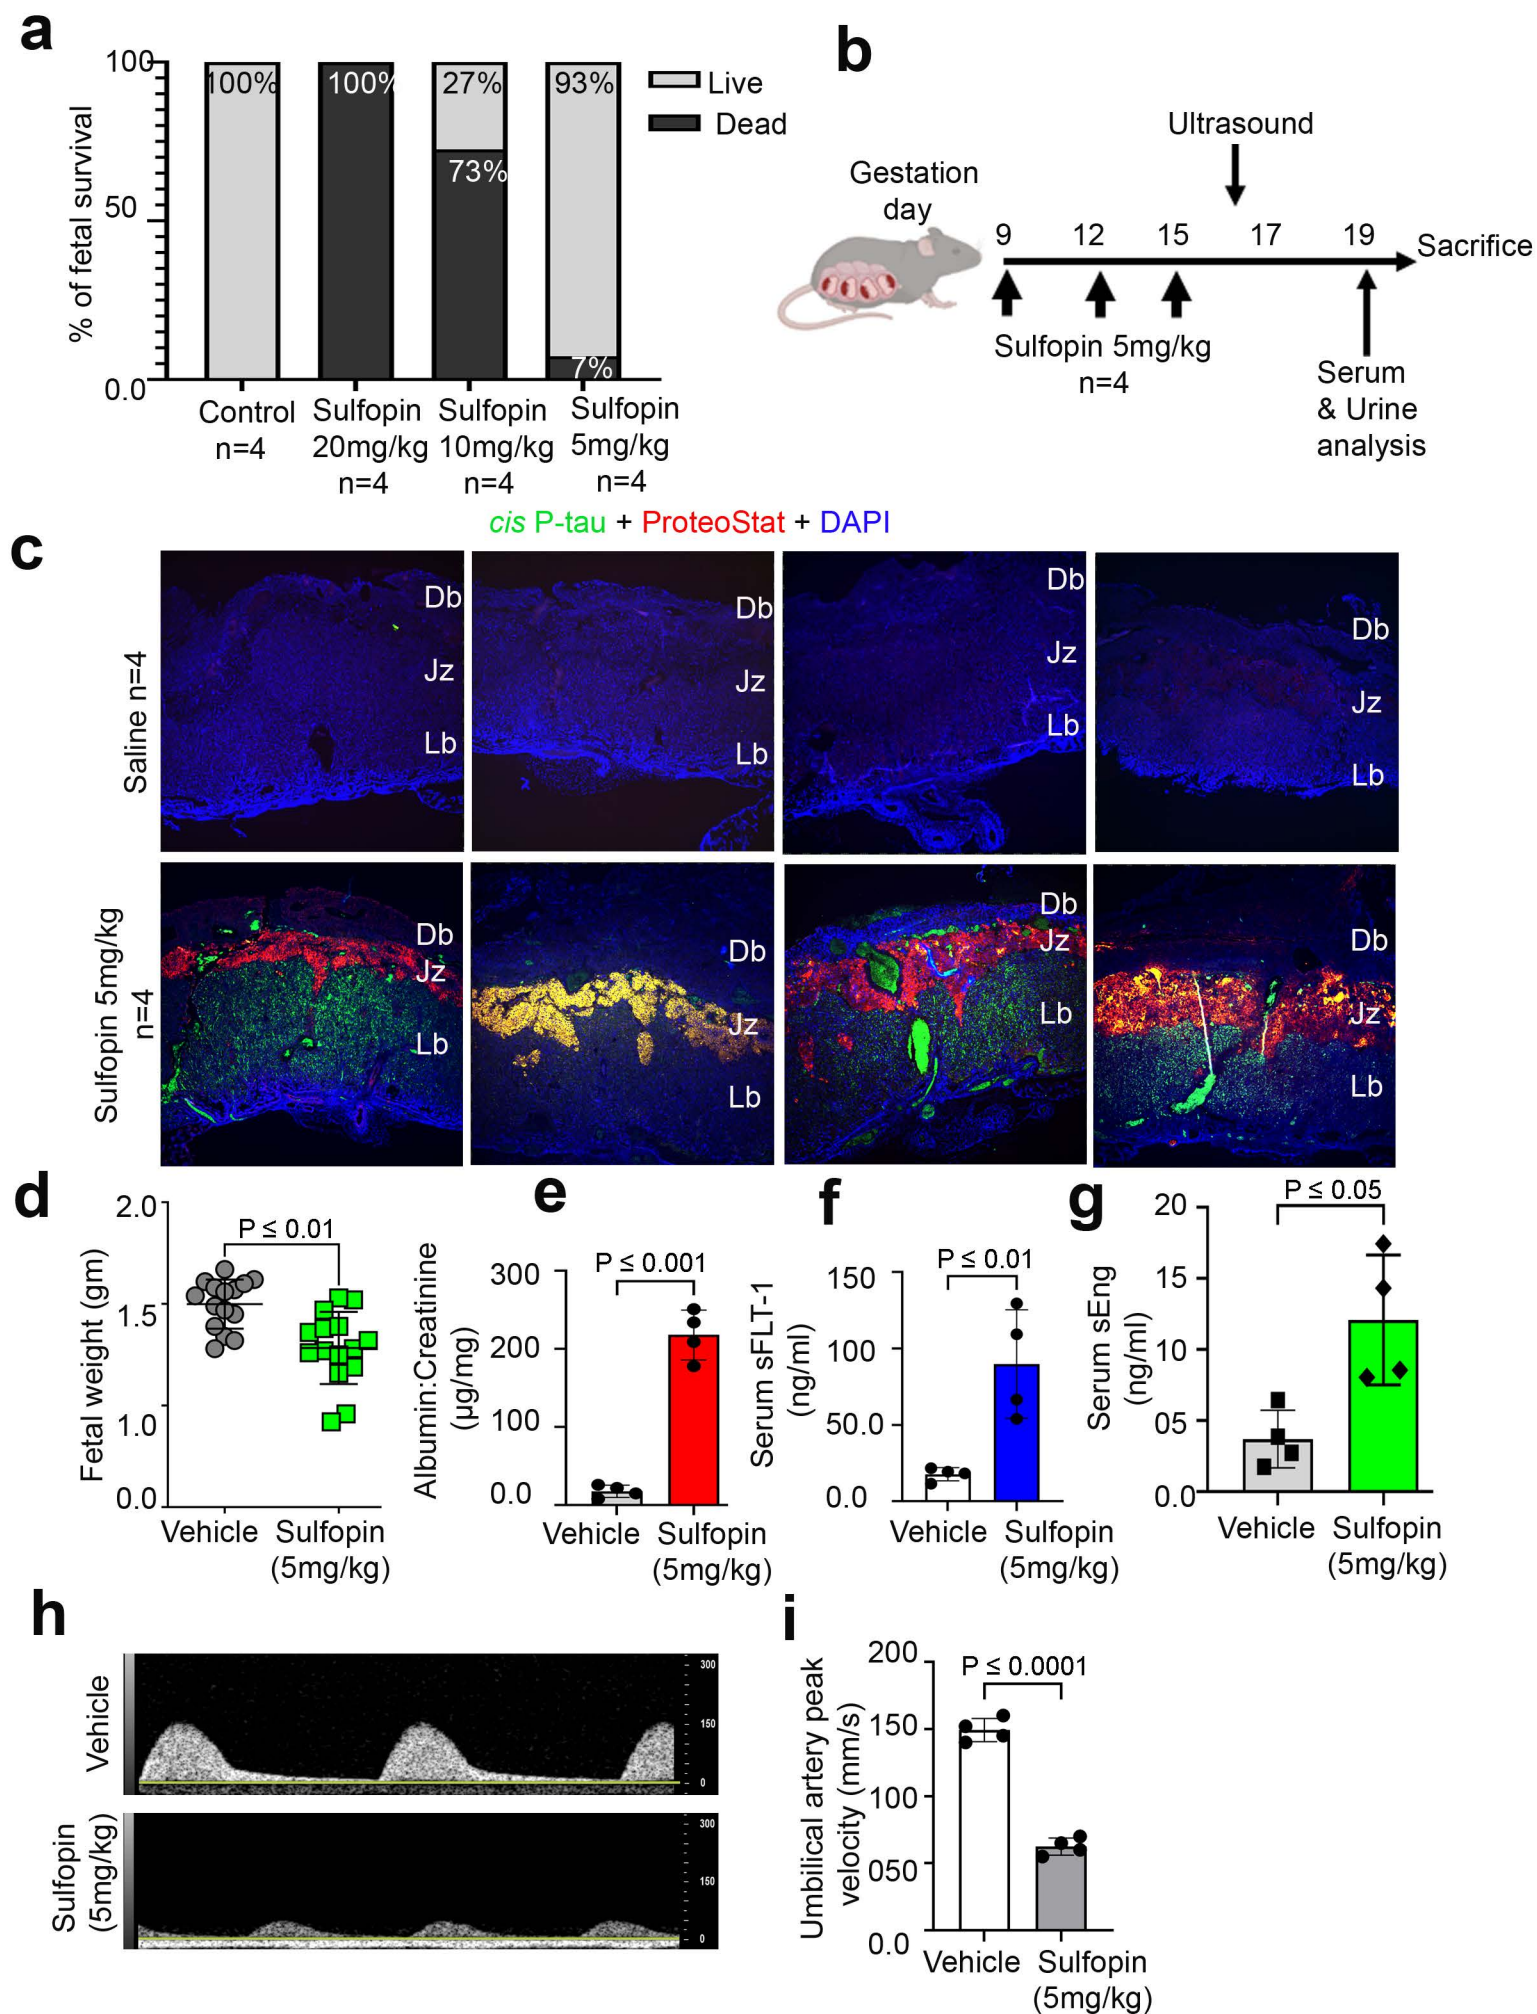 a
100
50
0.0
% of fetal survival
100%
100%
27%
73%
93%
7%
Live
Dead
Control
n=4
Sulfopin
20mg/kg
n=4
Sulfopin
10mg/kg
n=4
Sulfopin
5mg/kg
n=4
b
Ultrasound
Gestation
day
9 12 15 17 19
Sacrifice
Sulfopin 5mg/kg
n=4
Serum
& Urine
analysis
cis P-tau + ProteoStat + DAPI
c
Saline n=4
Db
Jz
Lb
Db
Jz
Lb
Db
Jz
Lb
Db
Jz
Lb
Sulfopin 5mg/kg
n=4
Db
Jz
Lb
Db
Jz
Lb
Db
Jz
Lb
Db
Jz
Lb
d
P ≤ 0.01
Fetal weight (gm)
2.0
1.5
1.0
0.0
Vehicle
Sulfopin
(5mg/kg)
e
P ≤ 0.001
Albumin:Creatinine
(µg/mg)
300
200
100
0.0
Vehicle
Sulfopin
(5mg/kg)
f
P ≤ 0.01
Serum sFLT-1
(ng/ml)
150
100
50.0
0.0
Vehicle
Sulfopin
(5mg/kg)
g
P ≤ 0.05
Serum sEng
(ng/ml)
20
15
10
05
0.0
Vehicle
Sulfopin
(5mg/kg)
h
Vehicle
300
150
0
Sulfopin
(5mg/kg)
300
150
0
i
P ≤ 0.0001
Umbilical artery peak
velocity (mm/s)
200
150
100
050
0.0
Vehicle
Sulfopin
(5mg/kg)